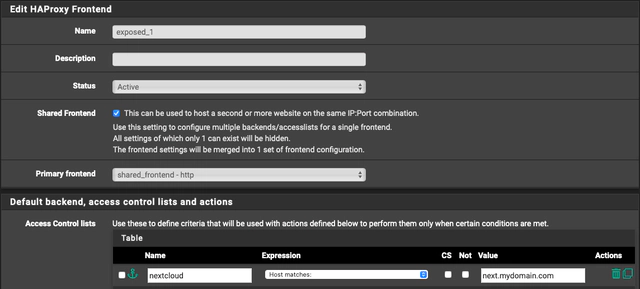 Edit HAProxy Frontend
Name exposed_1
Description
Status Active
Shared Frontend This can be used to host a second or more website on the same IP:Port combination.
Use this setting to configure multiple backends/accesslists for a single frontend.
All settings of which only 1 can exist will be hidden.
The frontend settings will be merged into 1 set of frontend configuration.
Primary frontend shared_frontend - http
Default backend, access control lists and actions
Access Control lists Use these to define criteria that will be used with actions defined below to perform them only when certain conditions are met.
Table
Name Expression CS Not Value Actions
nextcloud Host matches: next.mydomain.com